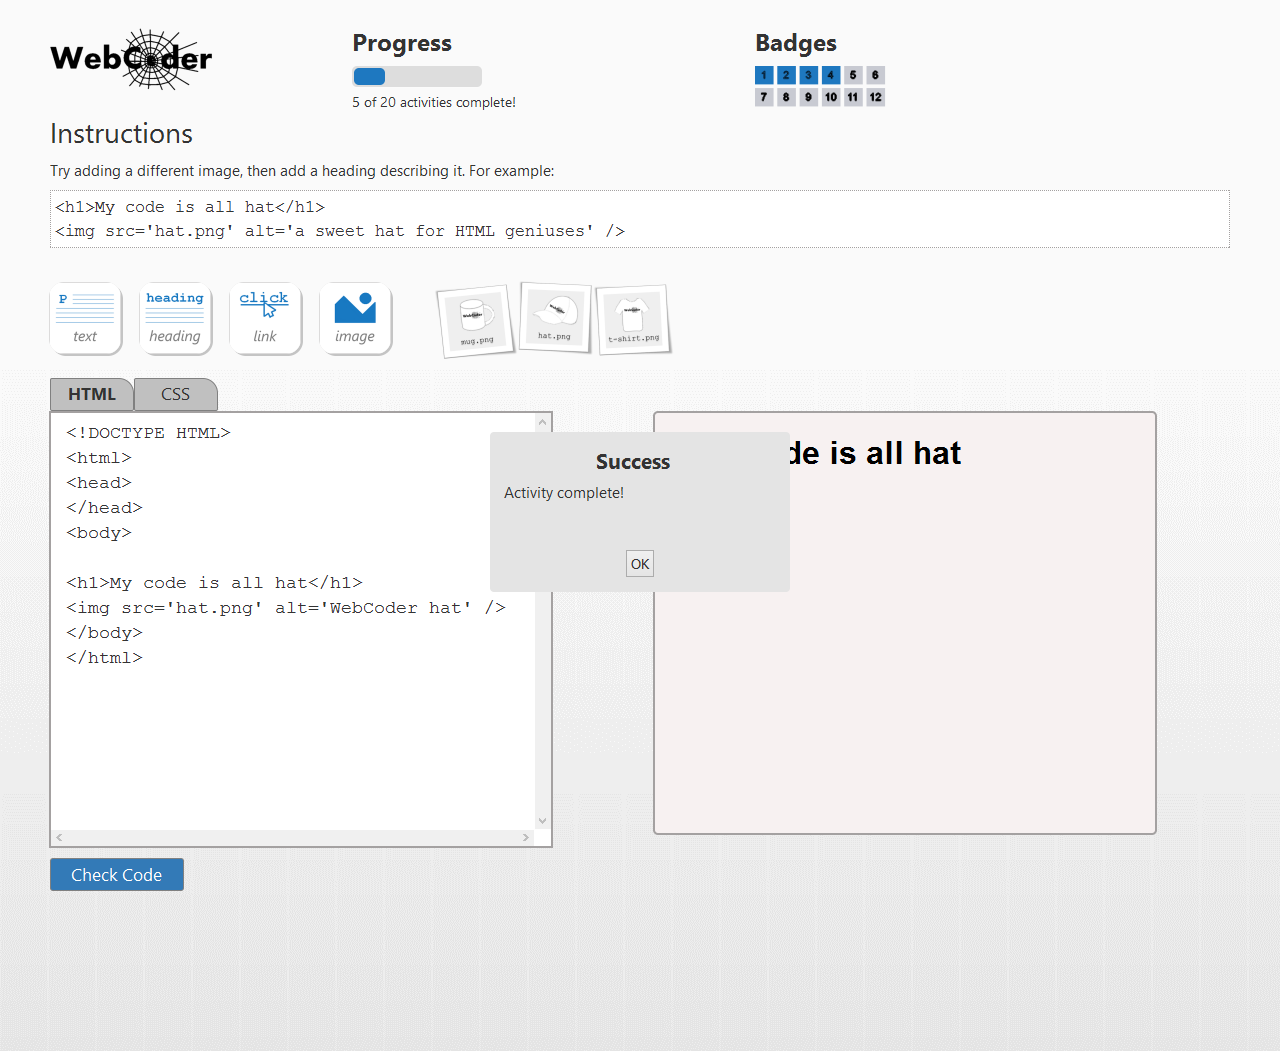 WebCoder
Progress
5 of 20 activities complete!
Badges
1 2 3 4 5 6
7 8 9 10 11 12
Instructions
Try adding a different image, then add a heading describing it. For example:
<h1>My code is all hat</h1>
<img src='hat.png' alt='a sweet hat for HTML geniuses' />
P
text
heading
heading
click
link
image
mug.png
hat.png
t-shirt.png
HTML
CSS
<!DOCTYPE HTML>
<html>
<head>
</head>
<body>
<h1>My code is all hat</h1>
<img src='hat.png' alt='WebCoder hat' />
</body>
</html>
de is all hat
Success
Activity complete!
OK
Check Code